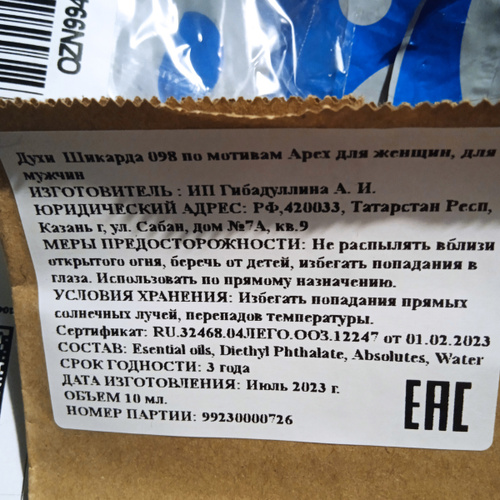 OZN994
Духи Шикарда 098 по мотивам Apex для женщин, для
мужчин
ИЗГОТОВИТЕЛЬ : ИП Гибадуллина А. И.
ЮРИДИЧЕСКИЙ АДРЕС: РФ,420033, Татарстан Респ,
Казань г, ул. Сабан, дом №7А, кв.9
МЕРЫ ПРЕДОСТОРОЖНОСТИ: Не распылять вблизи
открытого огня, беречь от детей, избегать попадания в
глаза. Использовать по прямому назначению.
УСЛОВИЯ ХРАНЕНИЯ: Избегать попадания прямых
солнечных лучей, перепадов температуры.
Сертификат: RU.32468.04ЛЕГО.ОО3.12247 от 01.02.2023
СОСТАВ: Esential oils, Diethyl Phthalate, Absolutes, Water
СРОК ГОДНОСТИ: 3 года
ДАТА ИЗГОТОВЛЕНИЯ: Июль 2023 г.
ОБЪЕМ 10 мл.
НОМЕР ПАРТИИ: 99230000726
EAC